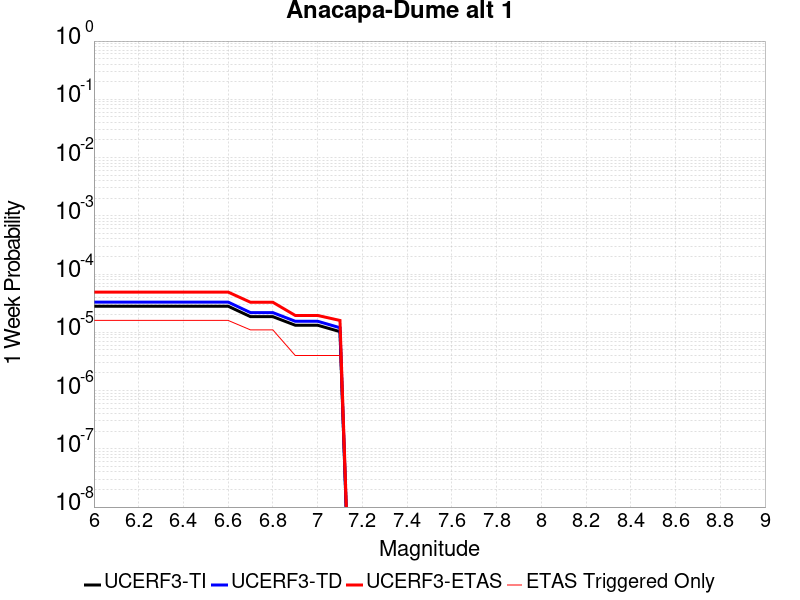 Anacapa-Dume alt 1
1 Week Probability
10^0
10^-1
10^-2
10^-3
10^-4
10^-5
10^-6
10^-7
10^-8
6 6.2 6.4 6.6 6.8 7 7.2 7.4 7.6 7.8 8 8.2 8.4 8.6 8.8 9
Magnitude
UCERF3-TI UCERF3-TD UCERF3-ETAS ETAS Triggered Only